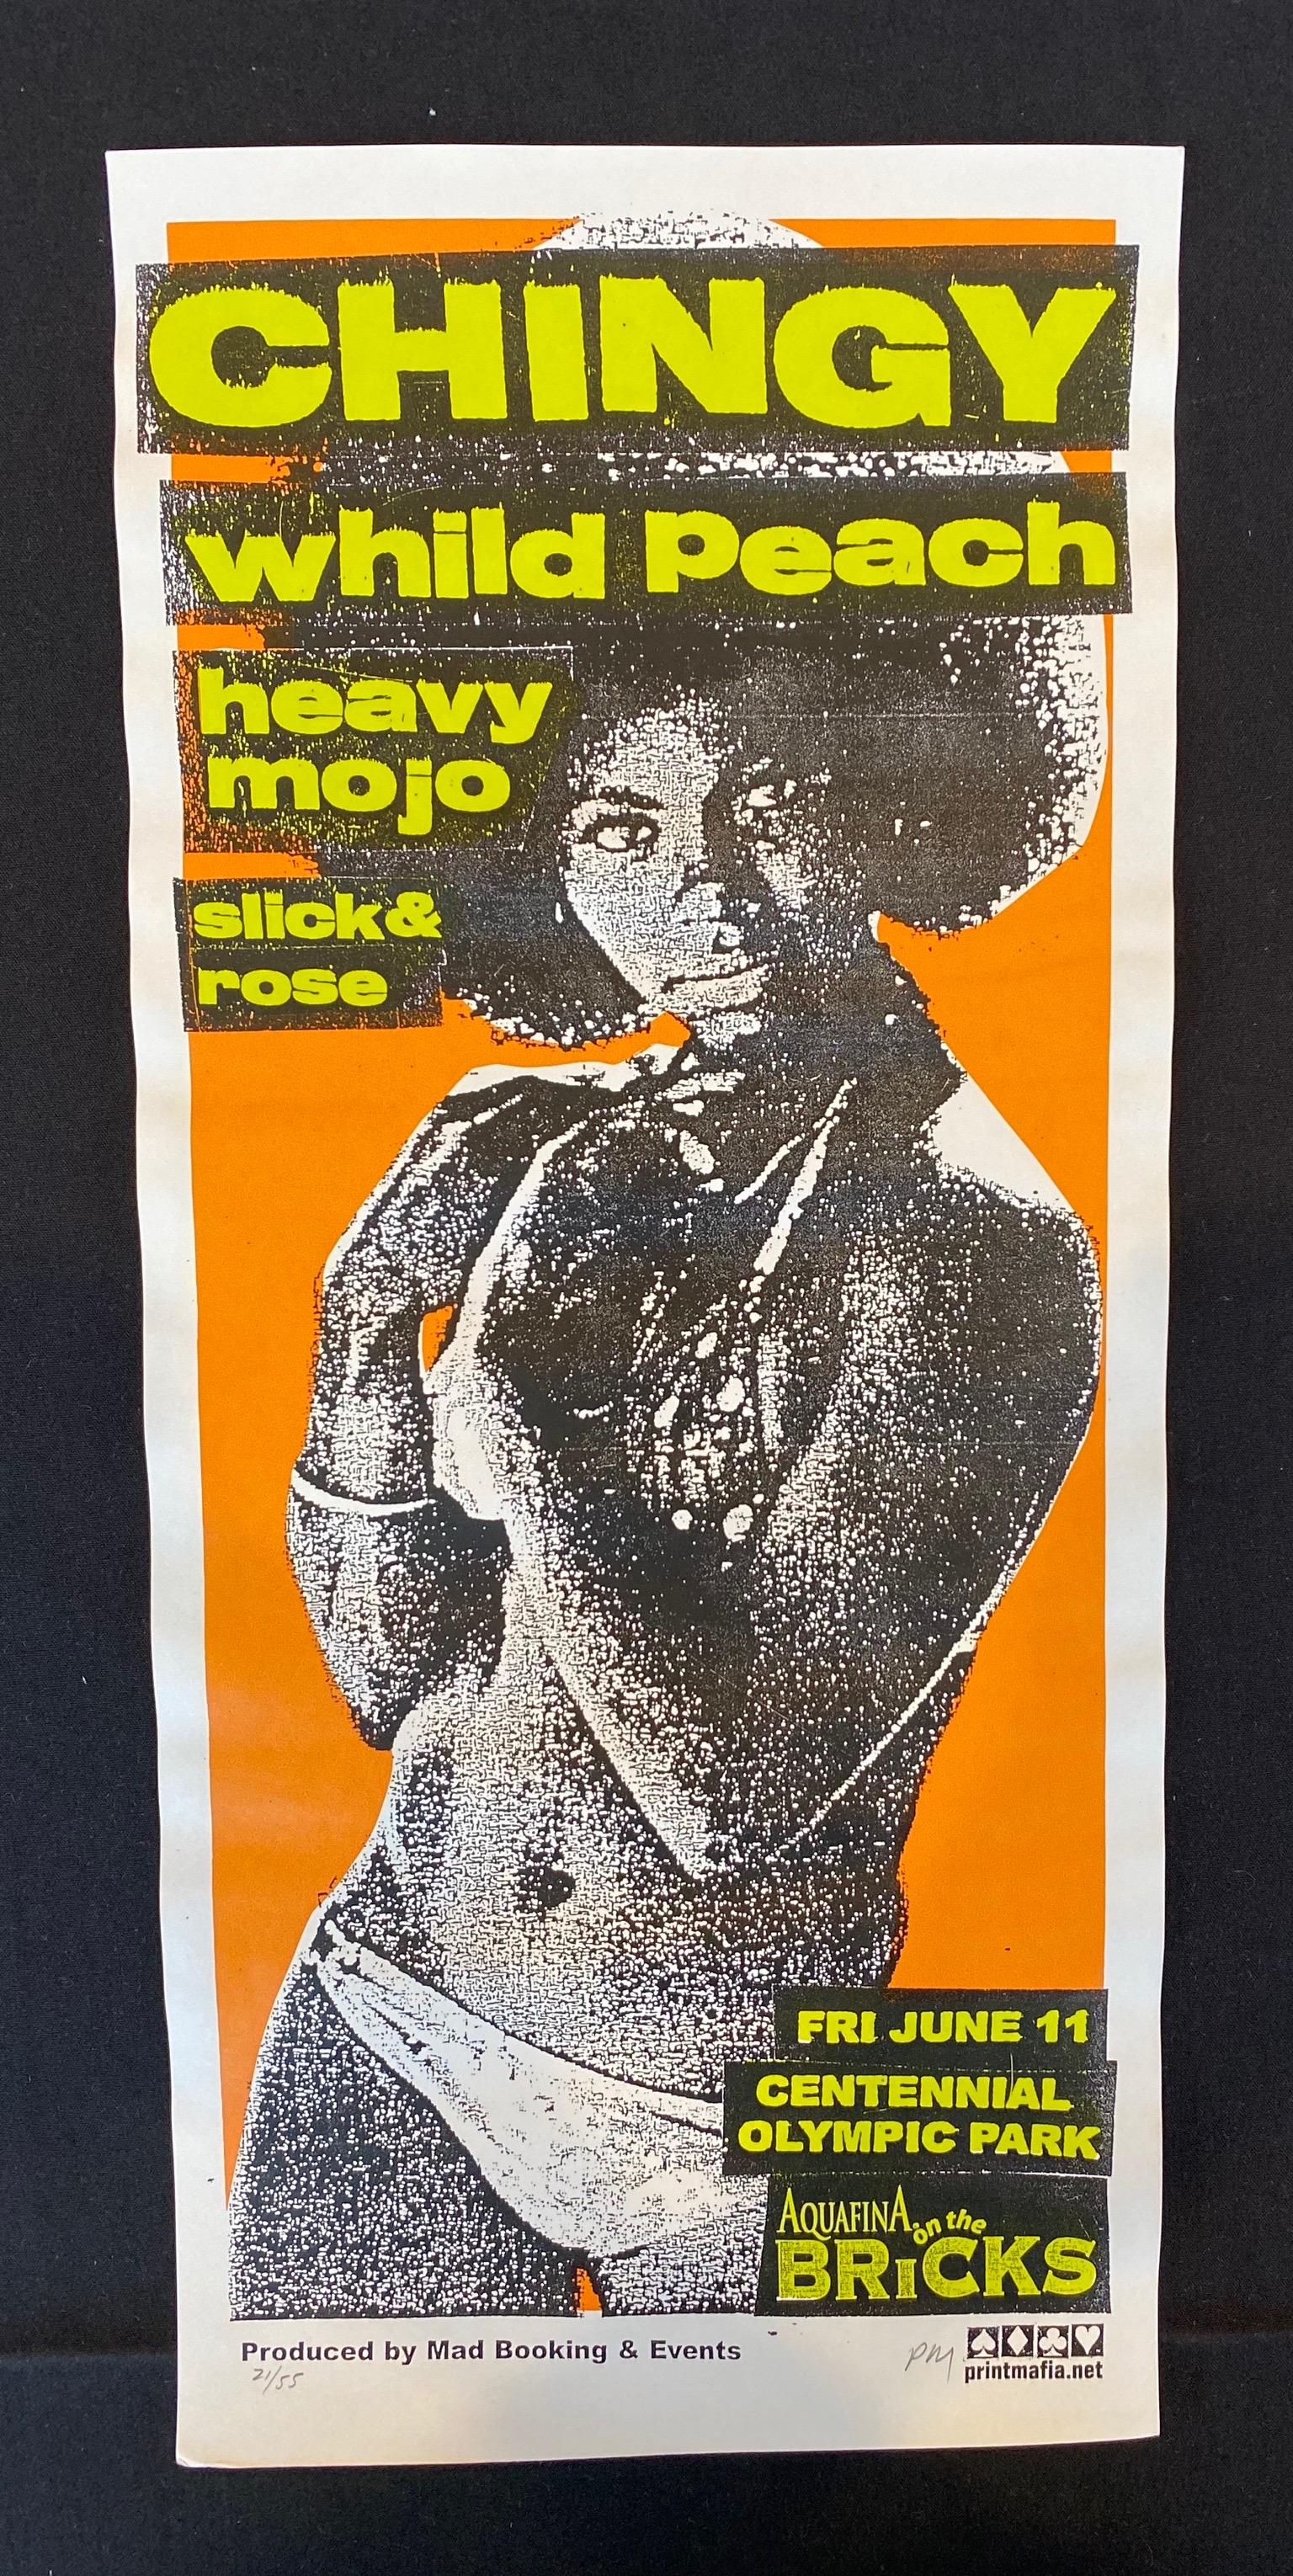 CHINGY
whild Peach
heavy
mojo
slick&
rose
FRI JUNE 11
CENTENNIAL
OLYMPIC PARK
AQUAFINA on the
BRiCKS
Produced by Mad Booking & Events
21/55
PM
printmafia.net